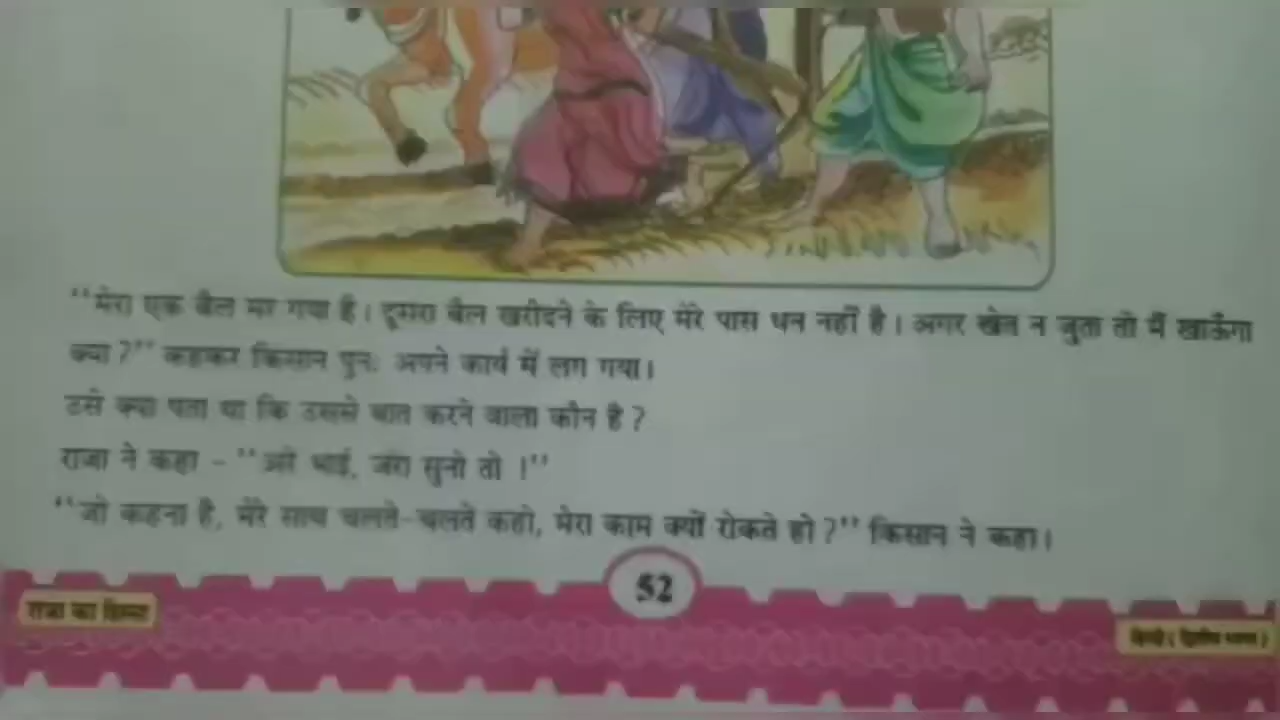 "मेरा एक बैल मर गया है। दूसरा बैल खरीदने के लिए मेरे पास धन नहीं है। अगर खेत न जुता तो मैं खाऊँगा
क्या ?" कहकर किसान पुनः अपने कार्य में लग गया।
उसे क्या पता था कि उससे बात करने वाला कौन है ?
राजा ने कहा – "अरे भाई, जरा सुनो तो !"
"जो कहना है, मेरे साथ चलते-चलते कहो, मेरा काम क्यों रोकते हो ?" किसान ने कहा।
52
राजा का हिस्सा
हिन्दी ( द्वितीय भाषा )